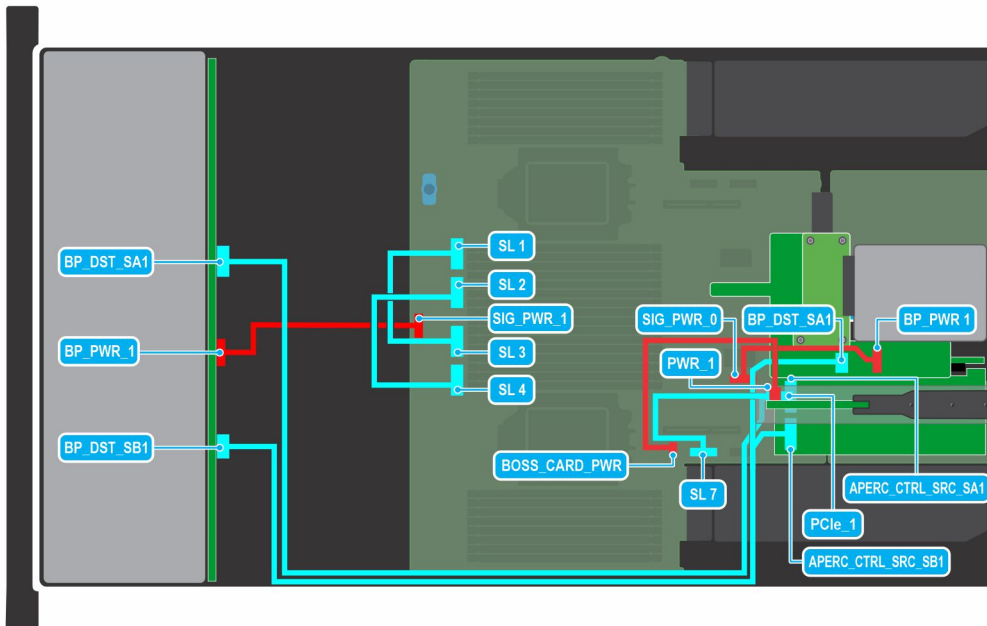 SL 1
BP_DST_SA1
SL 2
SIG_PWR_1
SIG_PWR_0
BP_DST_SA1
BP_PWR 1
BP_PWR_1
SL 3
PWR_1
SL 4
BP_DST_SB1
BOSS_CARD_PWR
SL 7
APERC_CTRL_SRC_SA1
PCIe_1
APERC_CTRL_SRC_SB1